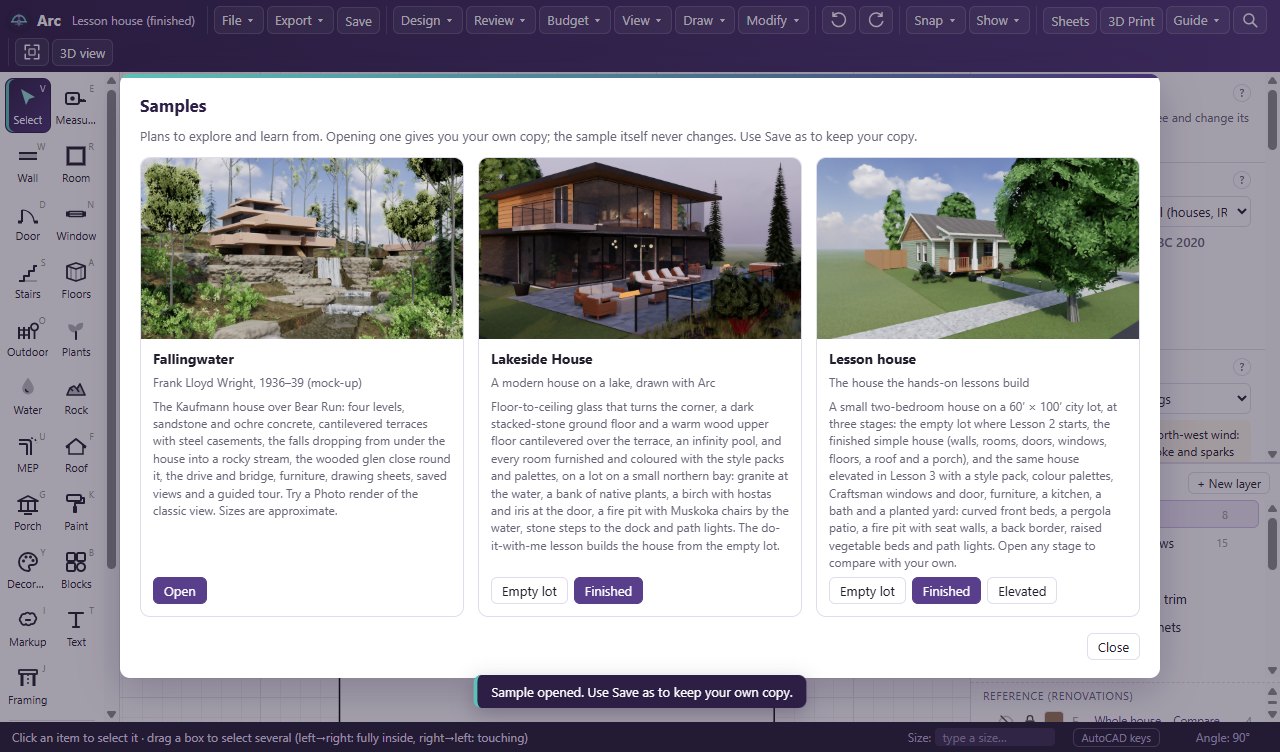 Arc Lesson house (finished) File Export Save Design Review Budget View Draw Modify Snap Show Sheets 3D Print Guide
3D view
Select V
Measu... E
Wall W
Room R
Door D
Window N
Stairs S
Floors A
Outdoor O
Plants
Water
Rock
MEP U
Roof F
Porch G
Paint K
Decor... Y
Blocks B
Markup I
Text T
Framing J
Samples
Plans to explore and learn from. Opening one gives you your own copy; the sample itself never changes. Use Save as to keep your copy.
Fallingwater
Frank Lloyd Wright, 1936–39 (mock-up)
The Kaufmann house over Bear Run: four levels,
sandstone and ochre concrete, cantilevered terraces
with steel casements, the falls dropping from under the
house into a rocky stream, the wooded glen close round
it, the drive and bridge, furniture, drawing sheets, saved
views and a guided tour. Try a Photo render of the
classic view. Sizes are approximate.
Open
Lakeside House
A modern house on a lake, drawn with Arc
Floor-to-ceiling glass that turns the corner, a dark
stacked-stone ground floor and a warm wood upper
floor cantilevered over the terrace, an infinity pool, and
every room furnished and coloured with the style packs
and palettes, on a lot on a small northern bay: granite at
the water, a bank of native plants, a birch with hostas
and iris at the door, a fire pit with Muskoka chairs by the
water, stone steps to the dock and path lights. The do-
it-with-me lesson builds the house from the empty lot.
Empty lot Finished
Lesson house
The house the hands-on lessons build
A small two-bedroom house on a 60' × 100' city lot, at
three stages: the empty lot where Lesson 2 starts, the
finished simple house (walls, rooms, doors, windows,
floors, a roof and a porch), and the same house
elevated in Lesson 3 with a style pack, colour palettes,
Craftsman windows and door, furniture, a kitchen, a
bath and a planted yard: curved front beds, a pergola
patio, a fire pit with seat walls, a back border, raised
vegetable beds and path lights. Open any stage to
compare with your own.
Empty lot Finished Elevated
Close
?
ee and change its
?
l (houses, IR
BC 2020
?
gs
orth-west wind:
oke and sparks
+ New layer
8
ws 15
trim
nets
REFERENCE (RENOVATIONS)
Whole house Compare 4
Sample opened. Use Save as to keep your own copy.
Click an item to select it · drag a box to select several (left→right: fully inside, right→left: touching) Size: type a size... AutoCAD keys Angle: 90°